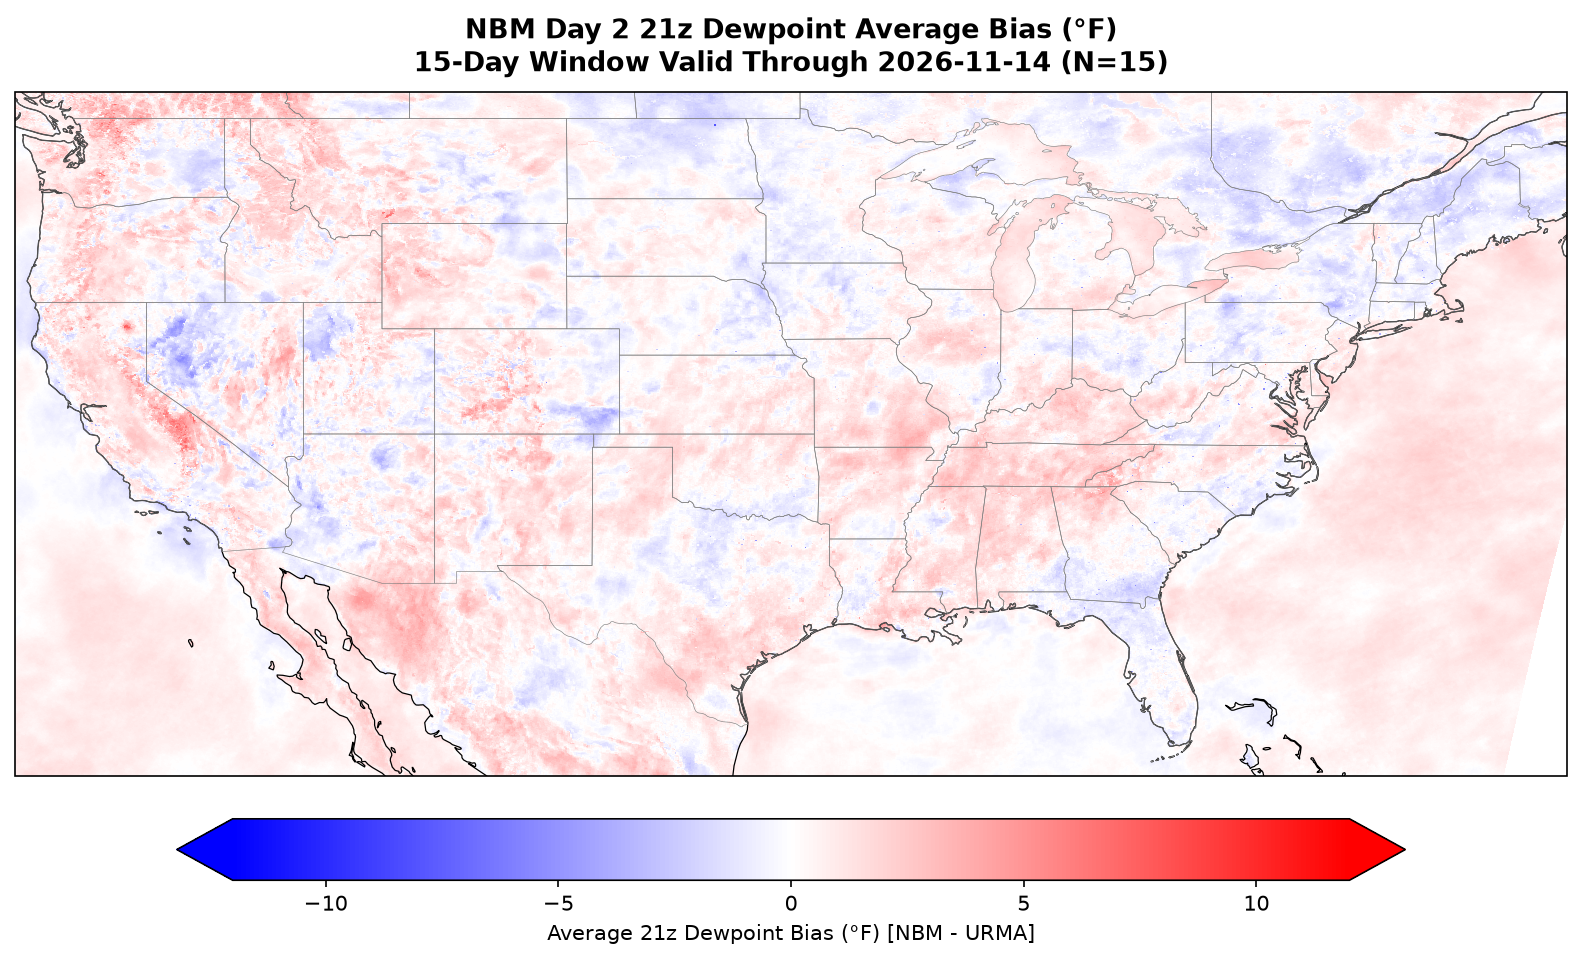 NBM Day 2 21z Dewpoint Average Bias (°F)
15-Day Window Valid Through 2026-11-14 (N=15)
−10 −5 0 5 10
Average 21z Dewpoint Bias (°F) [NBM - URMA]